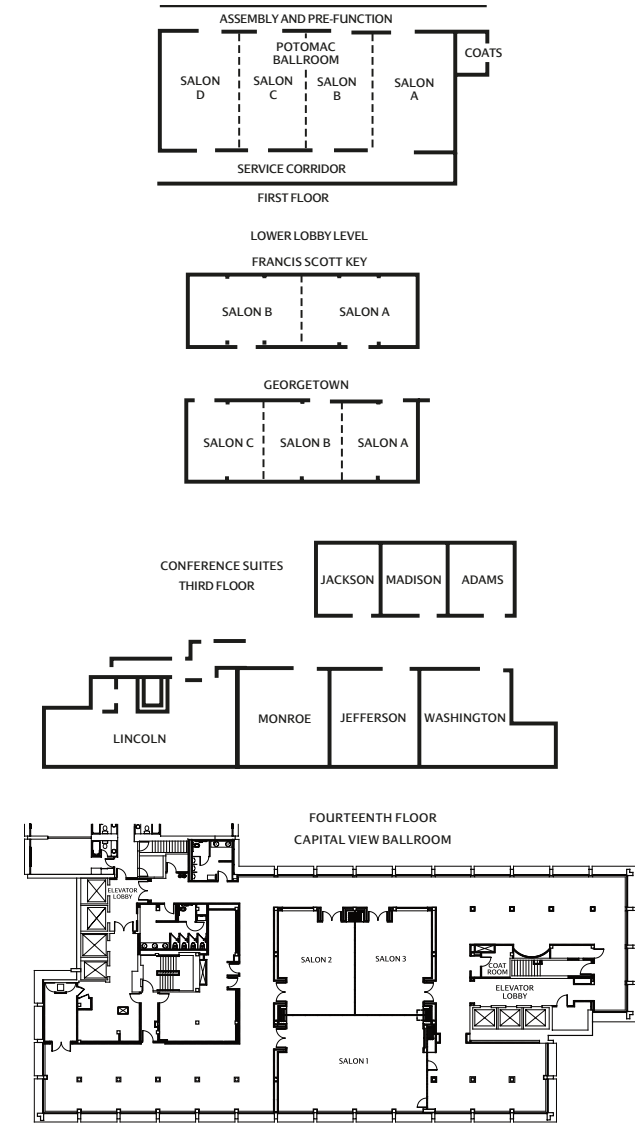 ASSEMBLY AND PRE-FUNCTION
POTOMAC
BALLROOM
COATS
SALON
D
SALON
C
SALON
B
SALON
A
SERVICE CORRIDOR
FIRST FLOOR
LOWER LOBBY LEVEL
FRANCIS SCOTT KEY
SALON B
SALON A
GEORGETOWN
SALON C
SALON B
SALON A
CONFERENCE SUITES
THIRD FLOOR
JACKSON
MADISON
ADAMS
LINCOLN
MONROE
JEFFERSON
WASHINGTON
FOURTEENTH FLOOR
CAPITAL VIEW BALLROOM
ELEVATOR
LOBBY
SALON 2
SALON 3
COAT
ROOM
ELEVATOR
LOBBY
SALON 1